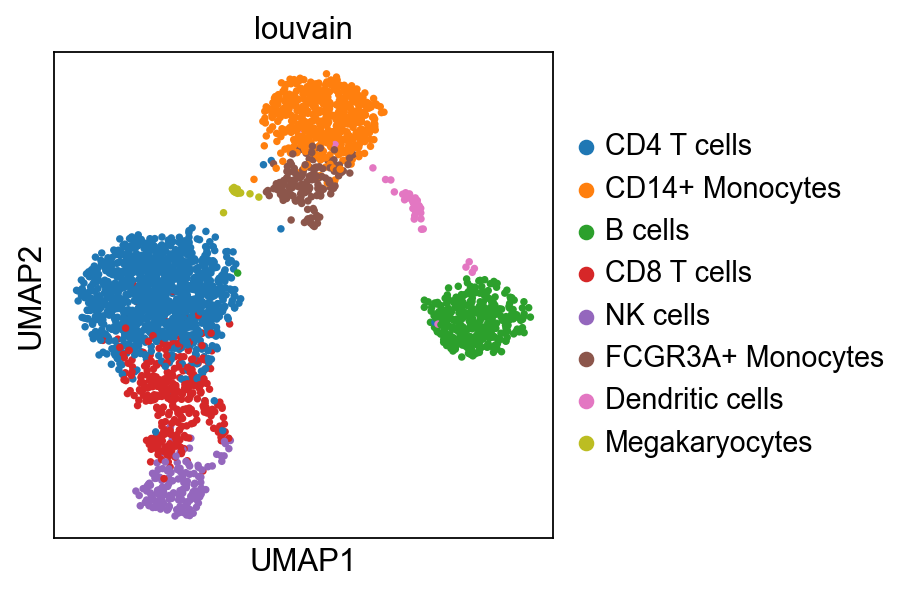 louvain
UMAP2
UMAP1
CD4 T cells
CD14+ Monocytes
B cells
CD8 T cells
NK cells
FCGR3A+ Monocytes
Dendritic cells
Megakaryocytes